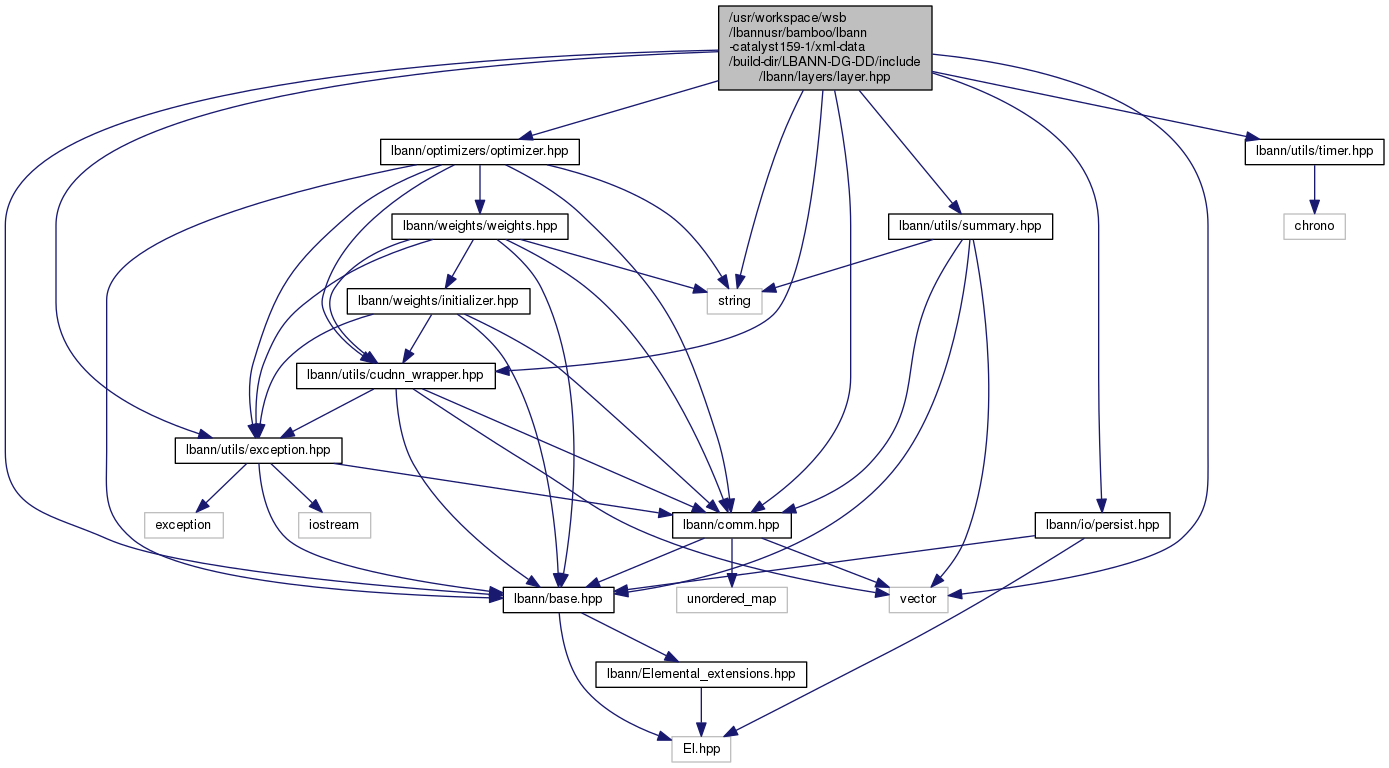 /usr/workspace/wsb
/lbannusr/bamboo/lbann
-catalyst159-1/xml-data
/build-dir/LBANN-DG-DD/include
/lbann/layers/layer.hpp
lbann/optimizers/optimizer.hpp
lbann/utils/timer.hpp
lbann/weights/weights.hpp
lbann/utils/summary.hpp
chrono
lbann/weights/initializer.hpp
string
lbann/utils/cudnn_wrapper.hpp
lbann/utils/exception.hpp
exception
iostream
lbann/comm.hpp
lbann/io/persist.hpp
lbann/base.hpp
unordered_map
vector
lbann/Elemental_extensions.hpp
El.hpp